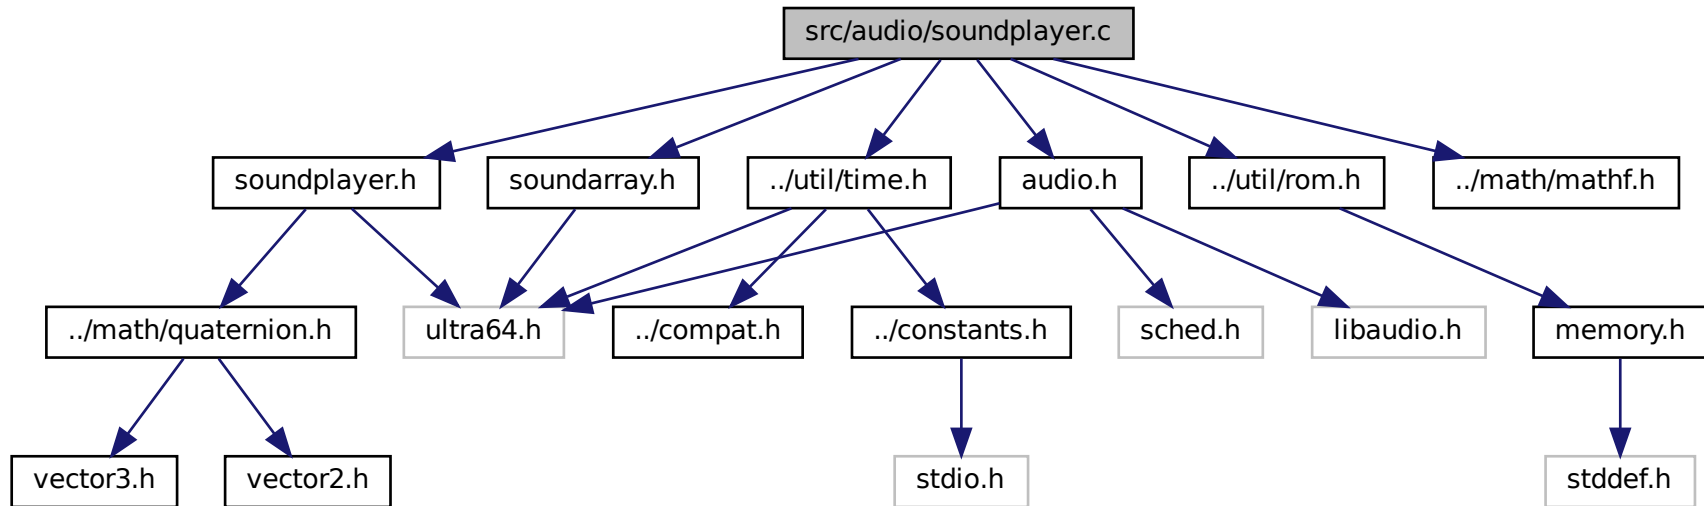 src/audio/soundplayer.c
soundplayer.h
soundarray.h
../util/time.h
audio.h
../util/rom.h
../math/mathf.h
../math/quaternion.h
ultra64.h
../compat.h
../constants.h
sched.h
libaudio.h
memory.h
vector3.h
vector2.h
stdio.h
stddef.h